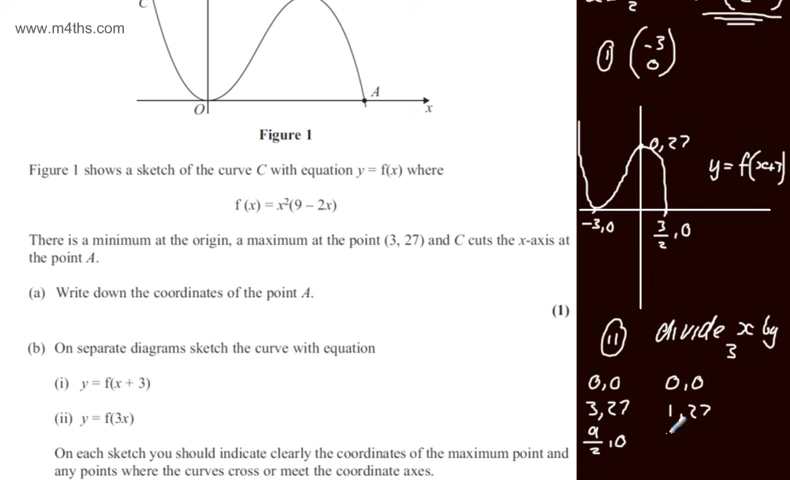 www.m4ths.com
C
O
A
x
Figure 1
Figure 1 shows a sketch of the curve C with equation y = f(x) where
f (x) = x²(9 – 2x)
There is a minimum at the origin, a maximum at the point (3, 27) and C cuts the x-axis at
the point A.
(a) Write down the coordinates of the point A.
(1)
(b) On separate diagrams sketch the curve with equation
(i) y = f(x + 3)
(ii) y = f(3x)
On each sketch you should indicate clearly the coordinates of the maximum point and
any points where the curves cross or meet the coordinate axes.
2
(i) (-3 0)
0,27
y = f(x+3)
-3,0
3/2,0
(ii) divide x by
3
0,0 0,0
3,27 1,27
9/2,0